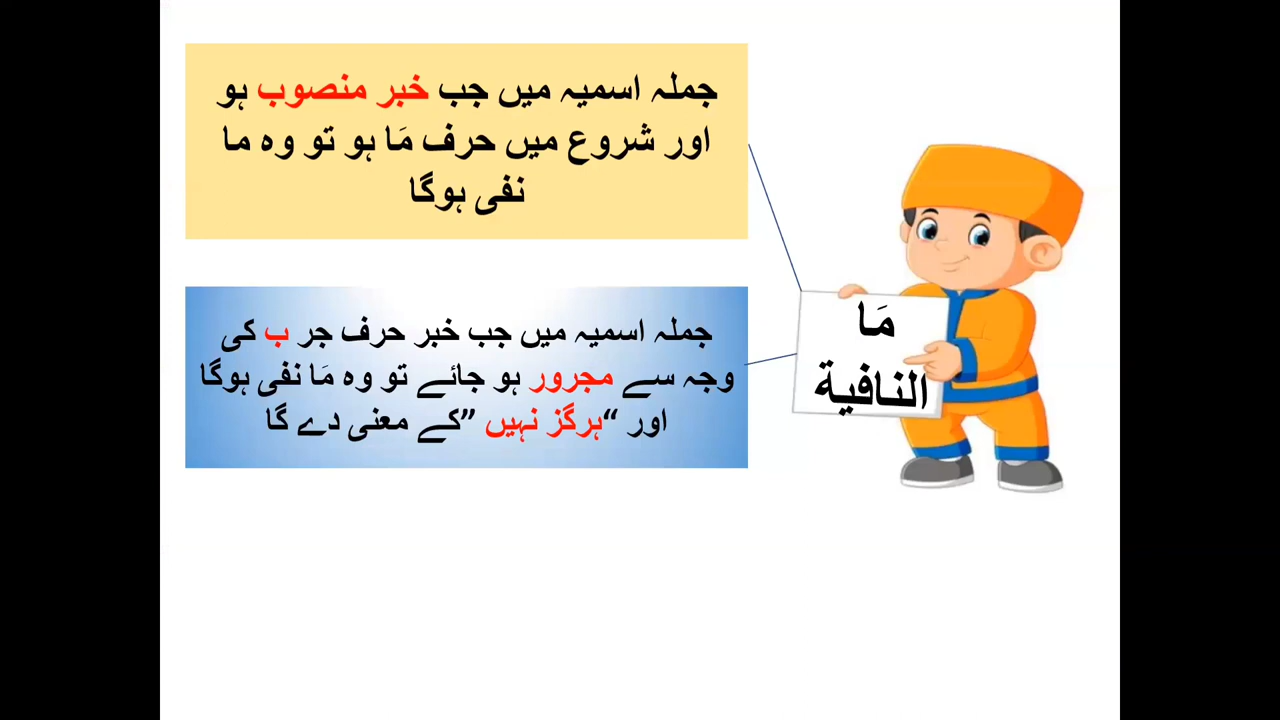 جملہ اسمیہ میں جب خبر منصوب ہو
اور شروع میں حرف مَا ہو تو وہ ما
نفی ہوگا
جملہ اسمیہ میں جب خبر حرف جر ب کی
وجہ سے مجرور ہو جائے تو وہ مَا نفی ہوگا
اور “ہرگز نہیں ”کے معنی دے گا
مَا
النافية